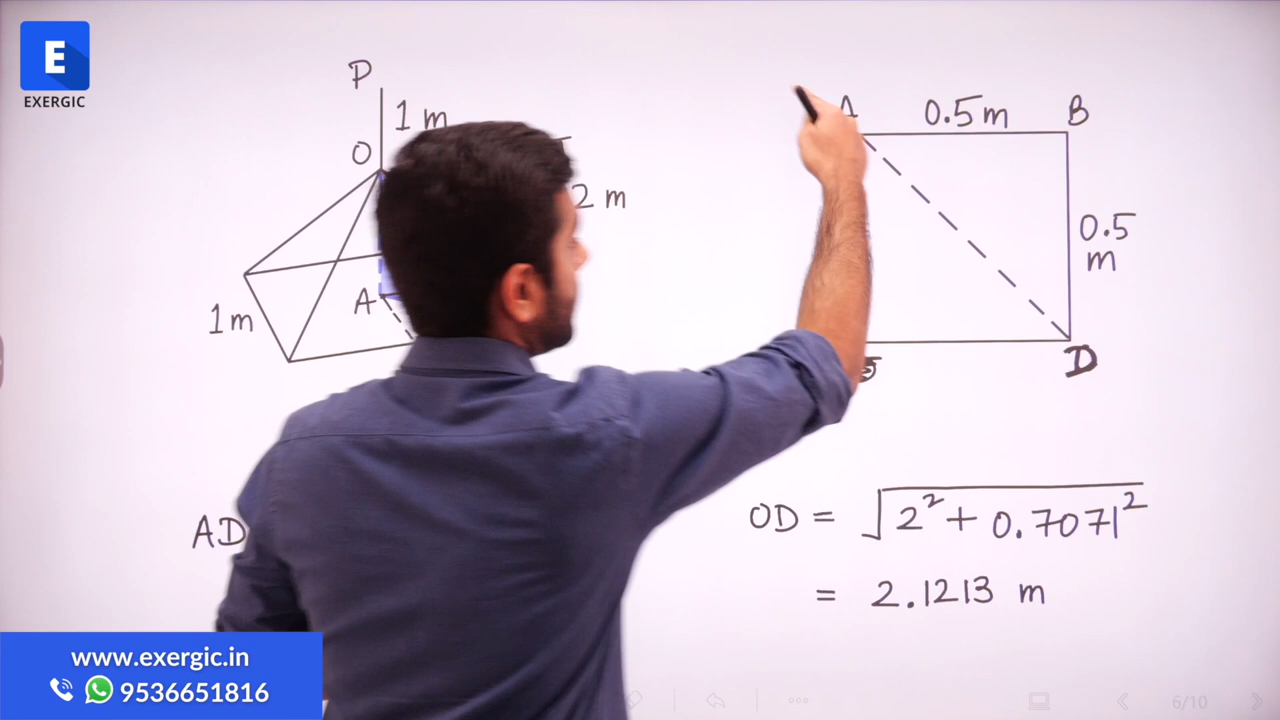 E
EXERGIC
P
1 m
O
2 m
A
1m
A
0.5 m
B
0.5
m
D
AD
OD = √2² + 0.7071²
= 2.1213 m
www.exergic.in
9536651816
6/10